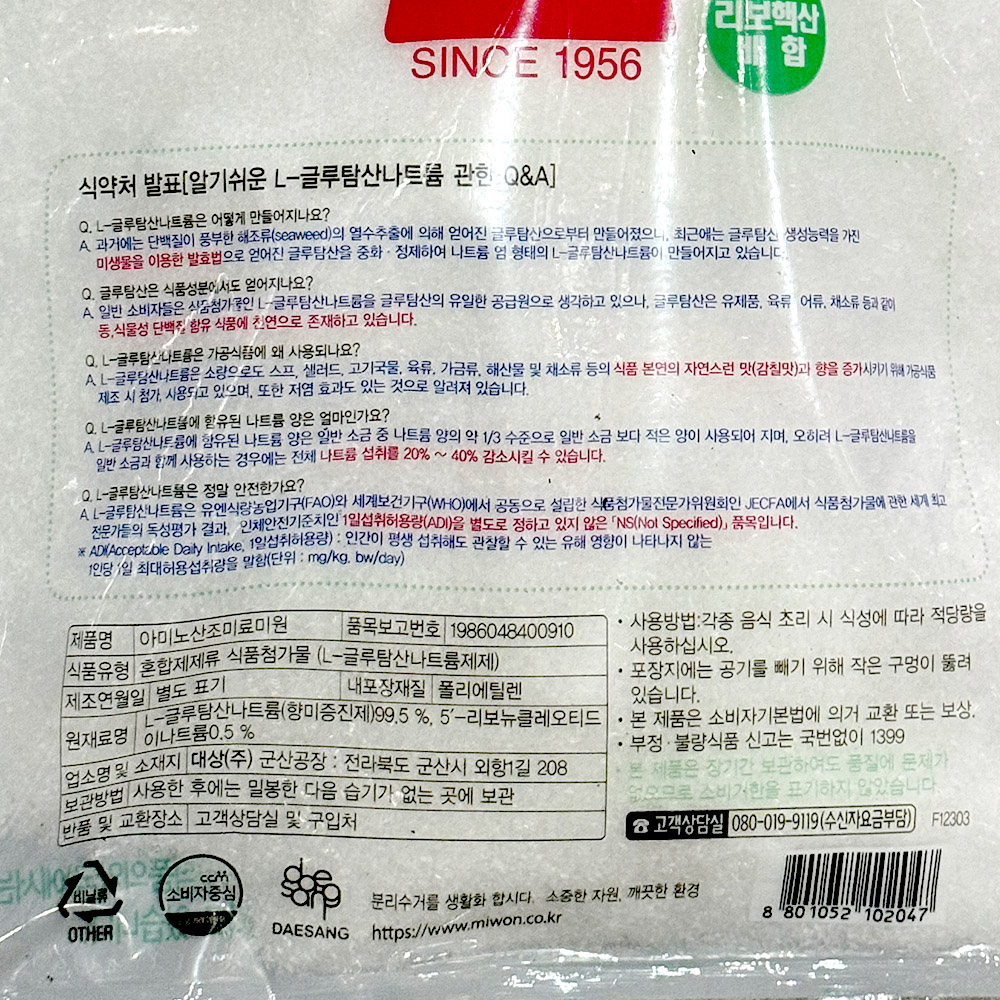 리보핵산
배합
SINCE 1956
식약처 발표[알기쉬운 L-글루탐산나트륨 관한 Q&A]
Q. L-글루탐산나트륨은 어떻게 만들어지나요?
A. 과거에는 단백질이 풍부한 해조류(seaweed)의 열수추출에 의해 얻어진 글루탐산으로부터 만들어졌으나, 최근에는 글루탐산 생성능력을 가진
미생물을 이용한 발효법으로 얻어진 글루탐산을 중화·정제하여 나트륨 염 형태의 L-글루탐산나트륨이 만들어지고 있습니다.
Q. 글루탐산은 식품성분에서도 얻어지나요?
A. 일반 소비자들은 식품첨가물인 L-글루탐산나트륨을 글루탐산의 유일한 공급원으로 생각하고 있으나, 글루탐산은 유제품, 육류, 어류, 채소류 등과 같이
동,식물성 단백질 함유 식품에 천연으로 존재하고 있습니다.
Q. L-글루탐산나트륨은 가공식품에 왜 사용되나요?
A. L-글루탐산나트륨은 소량으로도 스프, 샐러드, 고기국물, 육류, 가금류, 해산물 및 채소류 등의 식품 본연의 자연스런 맛(감칠맛)과 향을 증가시키기 위해 가공식품
제조 시 첨가, 사용되고 있으며, 또한 저염 효과도 있는 것으로 알려져 있습니다.
Q. L-글루탐산나트륨에 함유된 나트륨 양은 얼마인가요?
A. L-글루탐산나트륨에 함유된 나트륨 양은 일반 소금 중 나트륨 양의 약 1/3 수준으로 일반 소금 보다 적은 양이 사용되어 지며, 오히려 L-글루탐산나트륨을
일반 소금과 함께 사용하는 경우에는 전체 나트륨 섭취를 20% ~ 40% 감소시킬 수 있습니다.
Q. L-글루탐산나트륨은 정말 안전한가요?
A. L-글루탐산나트륨은 유엔식량농업기구(FAO)와 세계보건기구(WHO)에서 공동으로 설립한 식품첨가물전문가위원회인 JECFA에서 식품첨가물에 관한 세계 최고
전문가들의 독성평가 결과, 인체안전기준치인 1일섭취허용량(ADI)을 별도로 정하고 있지 않은 「NS(Not Specified)」 품목입니다.
※ ADI(Acceptable Daily Intake, 1일섭취허용량) : 인간이 평생 섭취해도 관찰할 수 있는 유해 영향이 나타나지 않는
1인당 1일 최대허용섭취량을 말함(단위 : mg/kg. bw/day)
제품명 아미노산조미료미원 품목보고번호 1986048400910
식품유형 혼합제제류 식품첨가물 (L-글루탐산나트륨제제)
제조연월일 별도 표기 내포장재질 폴리에틸렌
원재료명 L-글루탐산나트륨(향미증진제)99.5 %, 5'-리보뉴클레오티드
이나트륨0.5 %
업소명 및 소재지 대상(주) 군산공장 : 전라북도 군산시 외항1길 208
보관방법 사용한 후에는 밀봉한 다음 습기가 없는 곳에 보관
반품 및 교환장소 고객상담실 및 구입처
· 사용방법:각종 음식 조리 시 식성에 따라 적당량을
사용하십시오.
· 포장지에는 공기를 빼기 위해 작은 구멍이 뚫려
있습니다.
· 본 제품은 소비자기본법에 의거 교환 또는 보상.
· 부정·불량식품 신고는 국번없이 1399
· 본 제품은 장기간 보관하여도 품질에 문제가
없으므로 소비기한을 표기하지 않았습니다.
☎ 고객상담실 080-019-9119(수신자요금부담) F12303
비닐류
OTHER
ccm
소비자중심
daesang
DAESANG
분리수거를 생활화 합시다. 소중한 자원, 깨끗한 환경
https://www.miwon.co.kr
8 801052 102047